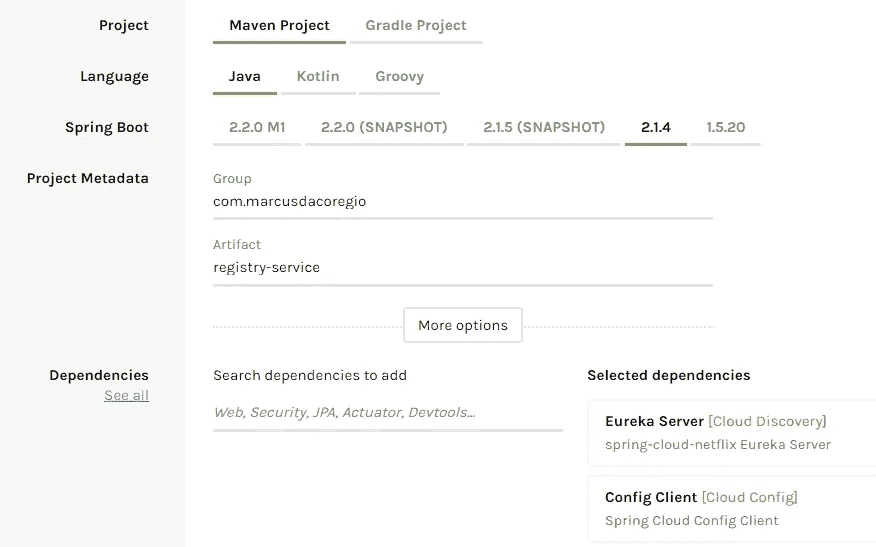 Project Maven Project Gradle Project
Language Java Kotlin Groovy
Spring Boot 2.2.0 M1 2.2.0 (SNAPSHOT) 2.1.5 (SNAPSHOT) 2.1.4 1.5.20
Project Metadata Group
com.marcusdacoregio
Artifact
registry-service
More options
Dependencies Search dependencies to add Selected dependencies
See all
Web, Security, JPA, Actuator, Devtools...
Eureka Server [Cloud Discovery]
spring-cloud-netflix Eureka Server
Config Client [Cloud Config]
Spring Cloud Config Client